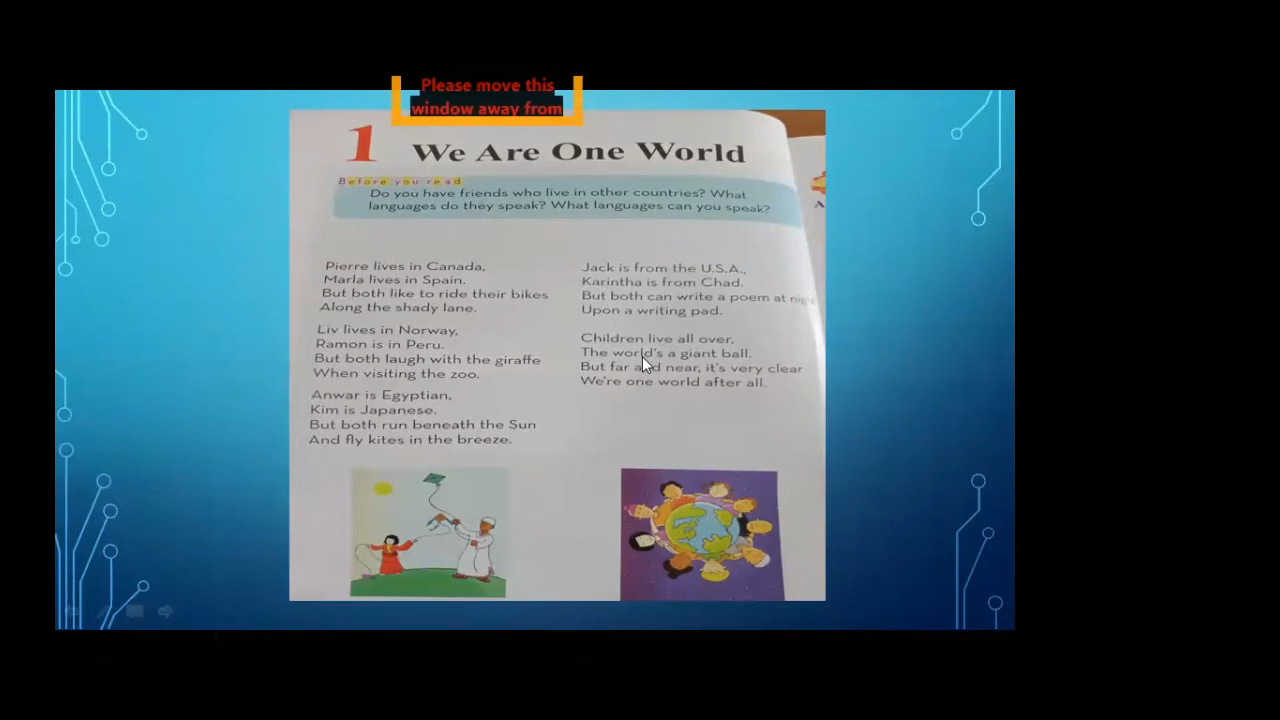 Please move this
window away from
1
We Are One World
Before you read
Do you have friends who live in other countries? What
languages do they speak? What languages can you speak?
Pierre lives in Canada,
Marla lives in Spain.
But both like to ride their bikes
Along the shady lane.
Liv lives in Norway,
Ramon is in Peru.
But both laugh with the giraffe
When visiting the zoo.
Anwar is Egyptian,
Kim is Japanese.
But both run beneath the Sun
And fly kites in the breeze.
Jack is from the U.S.A.,
Karintha is from Chad.
But both can write a poem at night
Upon a writing pad.
Children live all over,
The world's a giant ball.
But far and near, it's very clear
We're one world after all.
A